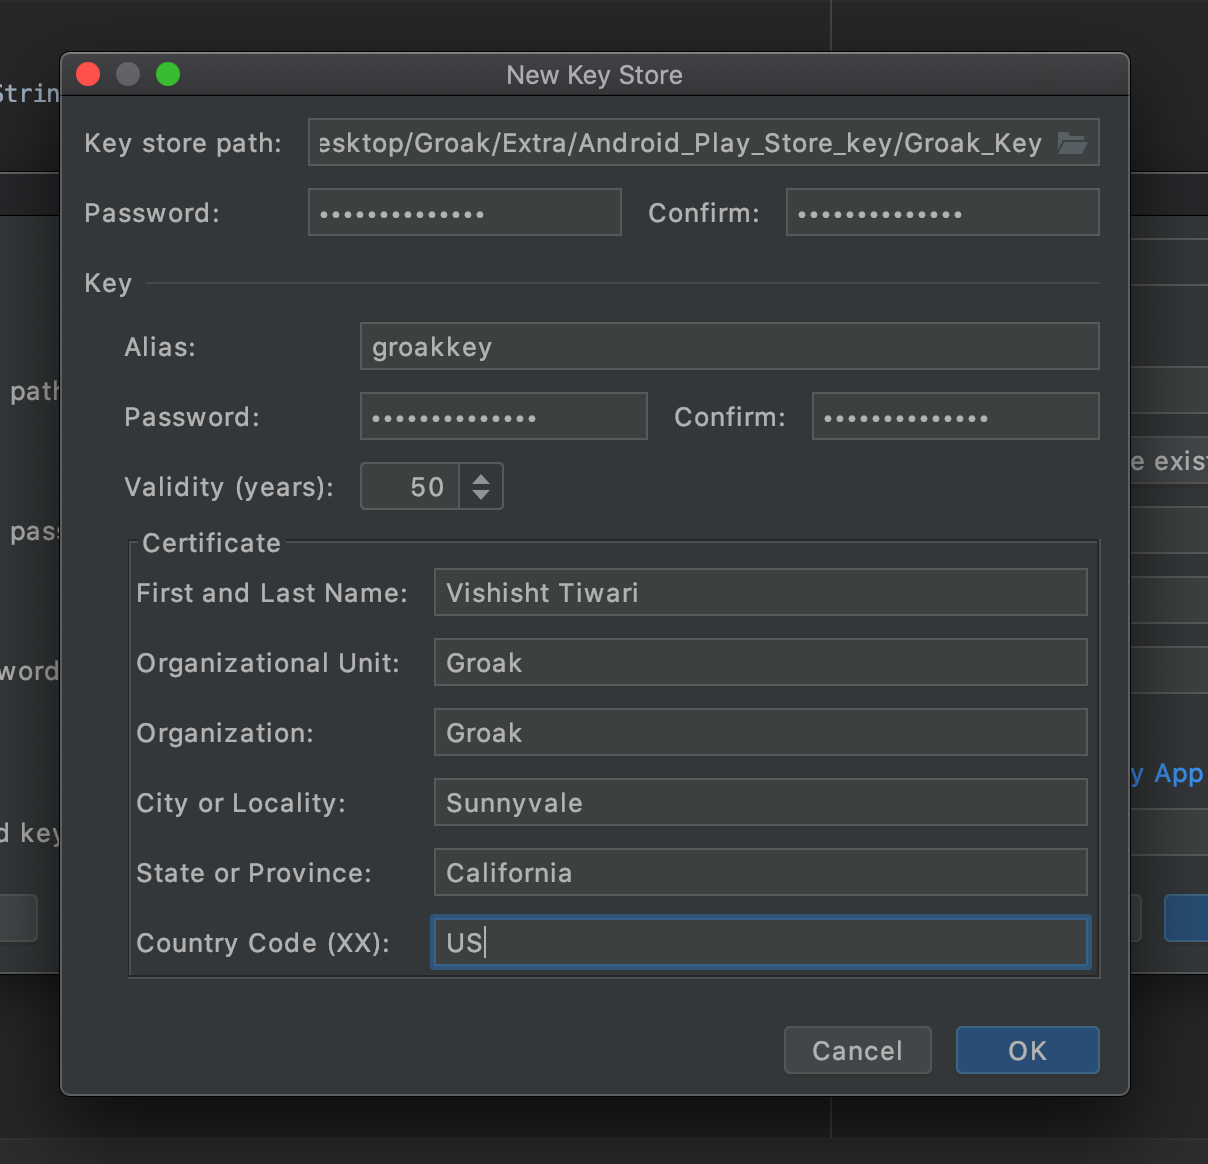 New Key Store
Strin
Key store path: esktop/Groak/Extra/Android_Play_Store_key/Groak_Key
Password: •••••••••••••• Confirm: ••••••••••••••
Key
Alias: groakkey
path
Password: •••••••••••••• Confirm: ••••••••••••••
e exist
Validity (years): 50
pass
Certificate
First and Last Name: Vishisht Tiwari
Organizational Unit: Groak
word
Organization: Groak
y App
City or Locality: Sunnyvale
d key
State or Province: California
Country Code (XX): US
Cancel OK